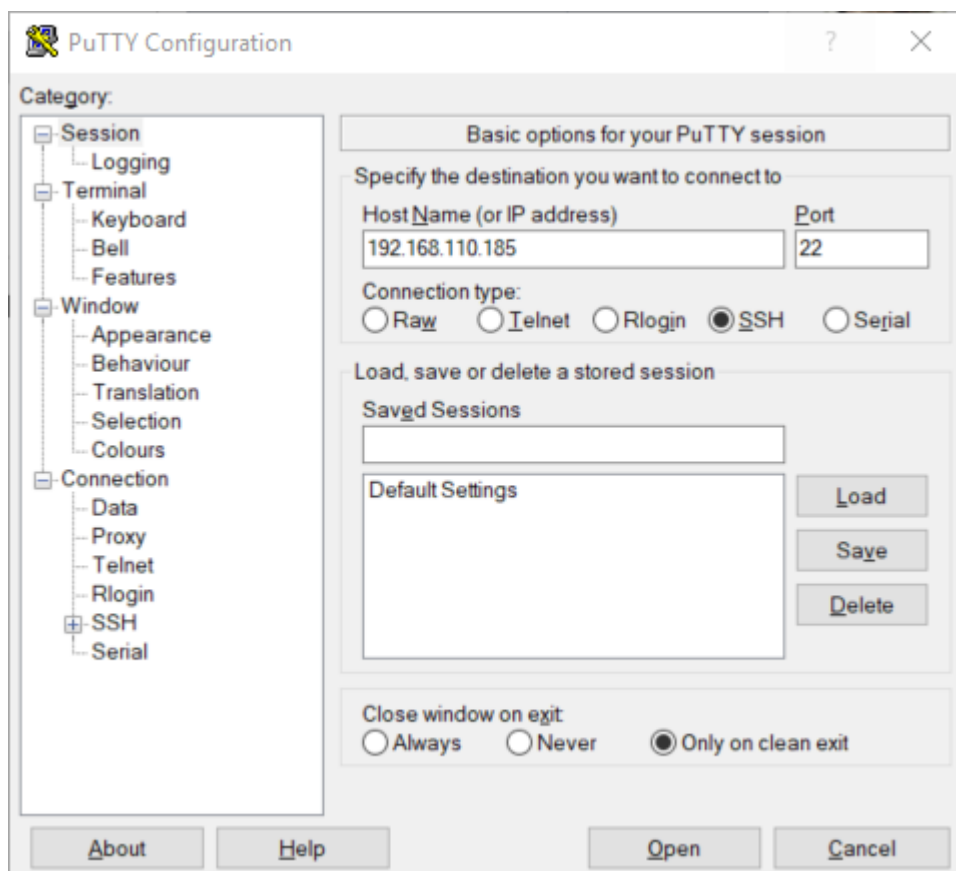 PuTTY Configuration
?
Category:
Session
Logging
Terminal
Keyboard
Bell
Features
Window
Appearance
Behaviour
Translation
Selection
Colours
Connection
Data
Proxy
Telnet
Rlogin
SSH
Serial
Basic options for your PuTTY session
Specify the destination you want to connect to
Host Name (or IP address) Port
192.168.110.185 22
Connection type:
Raw Telnet Rlogin SSH Serial
Load, save or delete a stored session
Saved Sessions
Default Settings
Load
Save
Delete
Close window on exit:
Always Never Only on clean exit
About Help Open Cancel